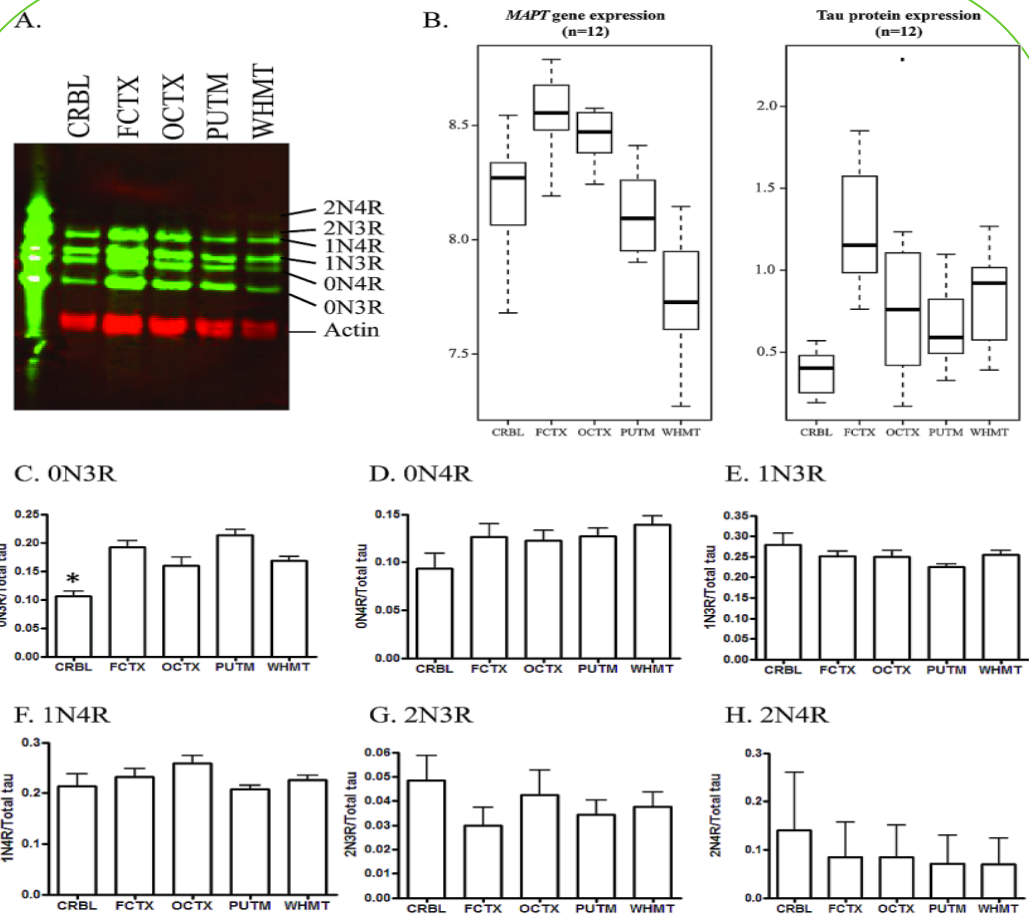 A.
CRBL
FCTX
OCTX
PUTM
WHMT
2N4R
2N3R
1N4R
1N3R
0N4R
0N3R
Actin
B.
MAPT gene expression
(n=12)
8.5
8.0
7.5
CRBL FCTX OCTX PUTM WHMT
Tau protein expression
(n=12)
2.0
1.5
1.0
0.5
CRBL FCTX OCTX PUTM WHMT
C. 0N3R
0N3R/Total tau
0.25
0.20
0.15
0.10
0.05
0.00
*
CRBL FCTX OCTX PUTM WHMT
D. 0N4R
0N4R/Total tau
0.15
0.10
0.05
0.00
CRBL FCTX OCTX PUTM WHMT
E. 1N3R
1N3R/Total tau
0.35
0.30
0.25
0.20
0.15
0.10
0.05
0.00
CRBL FCTX OCTX PUTM WHMT
F. 1N4R
1N4R/Total tau
0.3
0.2
0.1
0.0
CRBL FCTX OCTX PUTM WHMT
G. 2N3R
2N3R/Total tau
0.06
0.05
0.04
0.03
0.02
0.01
0.00
CRBL FCTX OCTX PUTM WHMT
H. 2N4R
2N4R/Total tau
0.3
0.2
0.1
0.0
CRBL FCTX OCTX PUTM WHMT